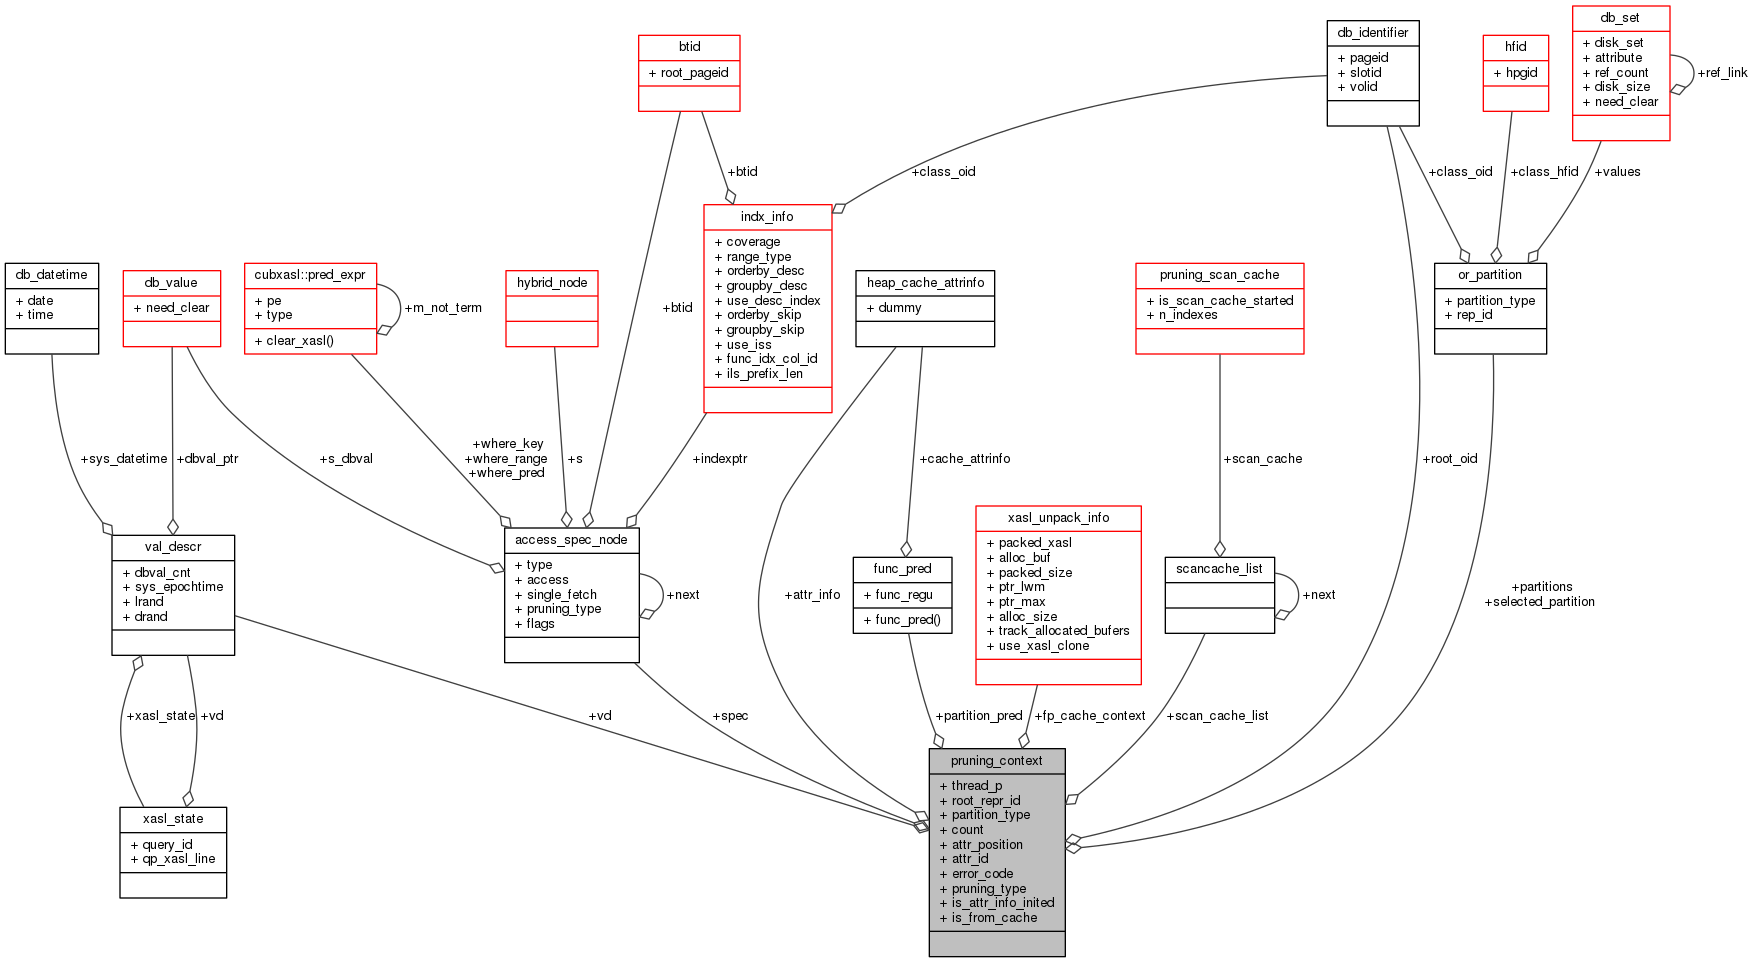 db_set
+ disk_set
+ attribute
+ ref_count
+ disk_size
+ need_clear
+ref_link
db_identifier
+ pageid
+ slotid
+ volid
btid
+ root_pageid
hfid
+ hpgid
+btid
+class_oid
+class_oid
+class_hfid
+values
indx_info
+ coverage
+ range_type
+ orderby_desc
+ groupby_desc
+ use_desc_index
+ orderby_skip
+ groupby_skip
+ use_iss
+ func_idx_col_id
+ ils_prefix_len
db_datetime
+ date
+ time
db_value
+ need_clear
cubxasl::pred_expr
+ pe
+ type
+ clear_xasl()
+m_not_term
hybrid_node
+btid
heap_cache_attrinfo
+ dummy
pruning_scan_cache
+ is_scan_cache_started
+ n_indexes
or_partition
+ partition_type
+ rep_id
+sys_datetime
+dbval_ptr
+s_dbval
+where_key
+where_range
+where_pred
+s
+indexptr
+cache_attrinfo
+scan_cache
+root_oid
val_descr
+ dbval_cnt
+ sys_epochtime
+ lrand
+ drand
access_spec_node
+ type
+ access
+ single_fetch
+ pruning_type
+ flags
+next
+attr_info
func_pred
+ func_regu
+ func_pred()
xasl_unpack_info
+ packed_xasl
+ alloc_buf
+ packed_size
+ ptr_lwm
+ ptr_max
+ alloc_size
+ track_allocated_bufers
+ use_xasl_clone
scancache_list
+next
+partitions
+selected_partition
+xasl_state
+vd
+vd
+spec
+partition_pred
+fp_cache_context
+scan_cache_list
xasl_state
+ query_id
+ qp_xasl_line
pruning_context
+ thread_p
+ root_repr_id
+ partition_type
+ count
+ attr_position
+ attr_id
+ error_code
+ pruning_type
+ is_attr_info_inited
+ is_from_cache